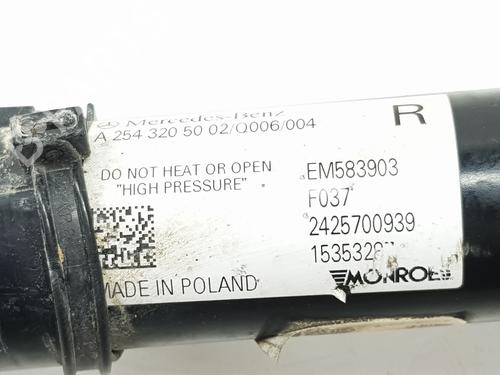 Mercedes-Benz
A 254 320 50 02/Q006/004
R
DO NOT HEAT OR OPEN
"HIGH PRESSURE"
EM583903
F037
2425700939
MADE IN POLAND
MONROE